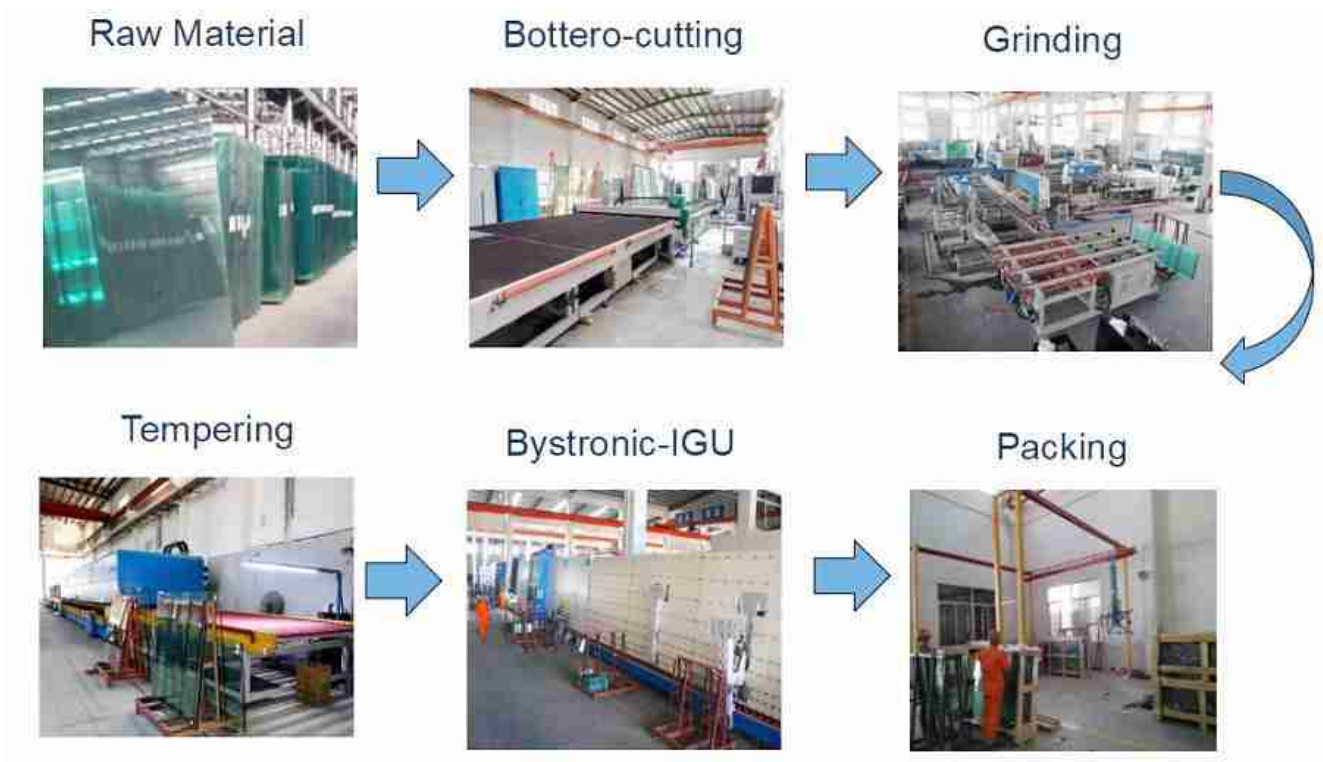 Raw Material
Bottero-cutting
Grinding
Tempering
Bystronic-IGU
Packing